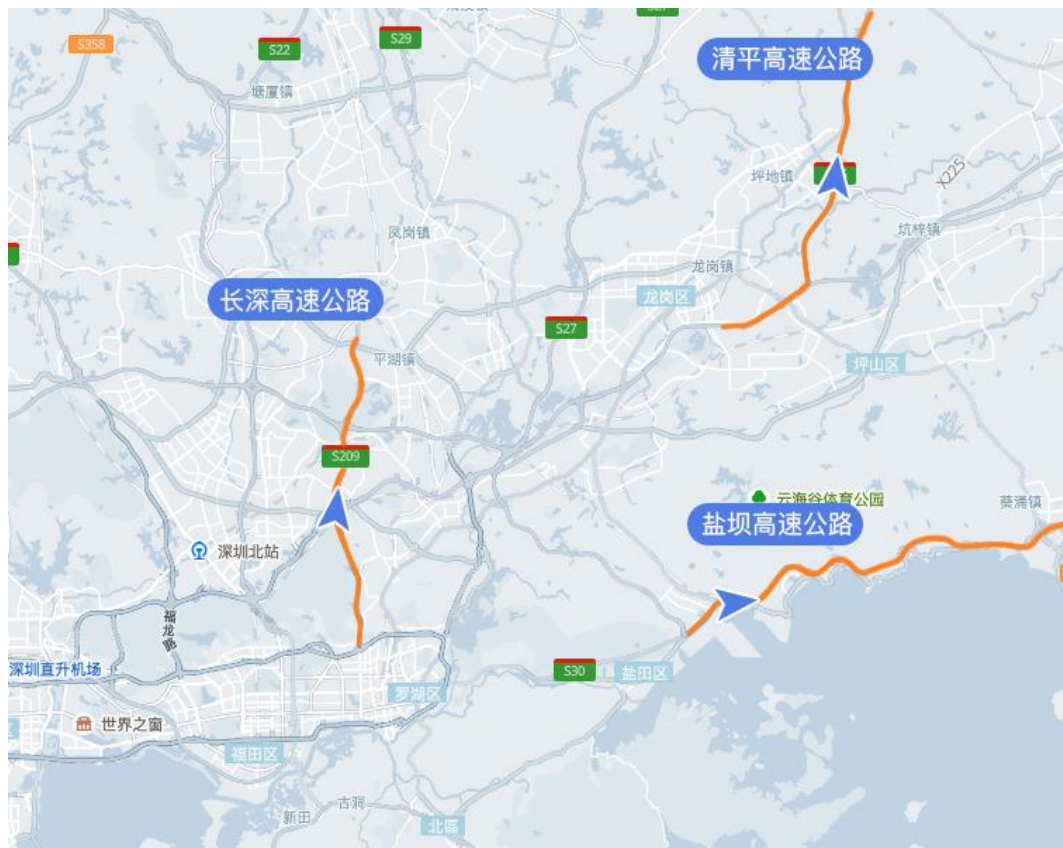 S27
S358
S22
S29
清平高速公路
塘厦镇
坪地镇
X225
凤岗镇
坑梓镇
龙岗镇
长深高速公路
龙岗区
S27
平湖镇
坪山区
S209
云海谷体育公园
葵涌镇
盐坝高速公路
深圳北站
福龙路
深圳直升机场
S30
盐田区
罗湖区
世界之窗
福田区
古洞
新田
北區